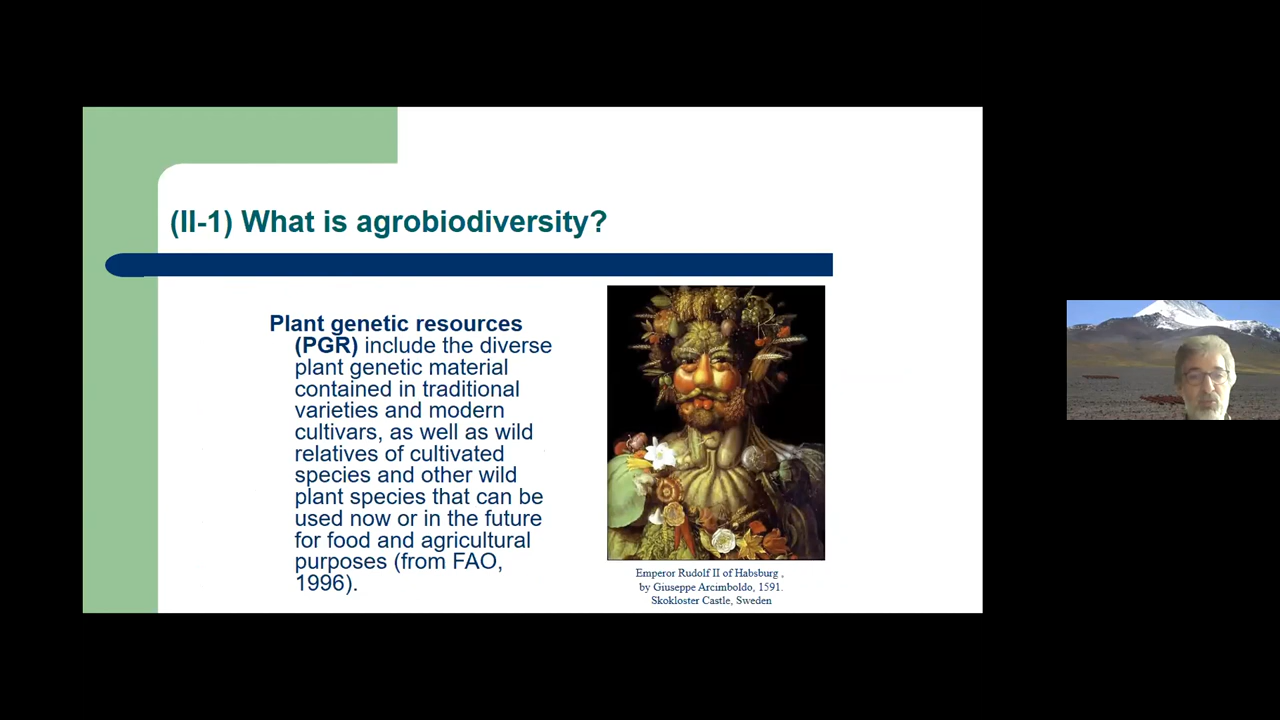 (II-1) What is agrobiodiversity?
Plant genetic resources
(PGR) include the diverse
plant genetic material
contained in traditional
varieties and modern
cultivars, as well as wild
relatives of cultivated
species and other wild
plant species that can be
used now or in the future
for food and agricultural
purposes (from FAO,
1996).
Emperor Rudolf II of Habsburg ,
by Giuseppe Arcimboldo, 1591.
Skokloster Castle, Sweden